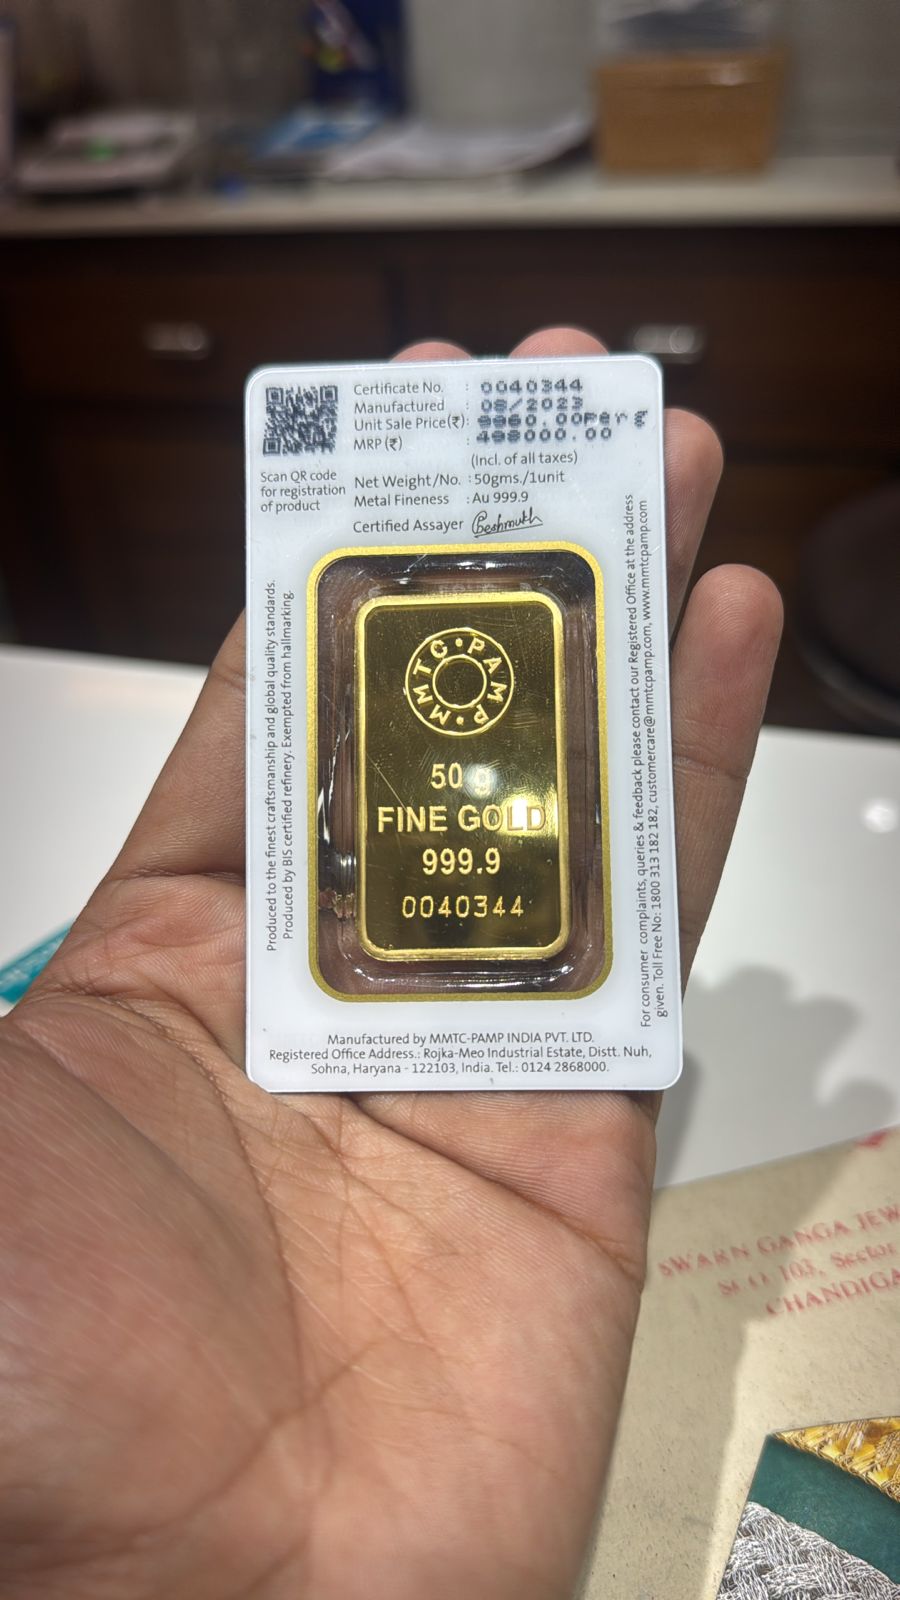 Certificate No. : 0040344
Manufactured : 08/2023
Unit Sale Price(₹): 9960.00Per g
MRP (₹) : 498000.00
(Incl. of all taxes)
Net Weight/No. : 50gms./1unit
Metal Fineness : Au 999.9
Certified Assayer
Scan QR code
for registration
of product
Produced to the finest craftsmanship and global quality standards.
Produced by BIS certified refinery. Exempted from hallmarking.
MMTC•PAMP•
50 g
FINE GOLD
999.9
0040344
For consumer complaints, queries & feedback please contact our Registered Office at the address
given. Toll Free No: 1800 313 182 182, customercare@mmtcpamp.com, www.mmtcpamp.com
Manufactured by MMTC-PAMP INDIA PVT. LTD.
Registered Office Address.: Rojka-Meo Industrial Estate, Distt. Nuh,
Sohna, Haryana - 122103, India. Tel.: 0124 2868000.
SWARN GANGA JEW
103, Sector
CHANDIGA